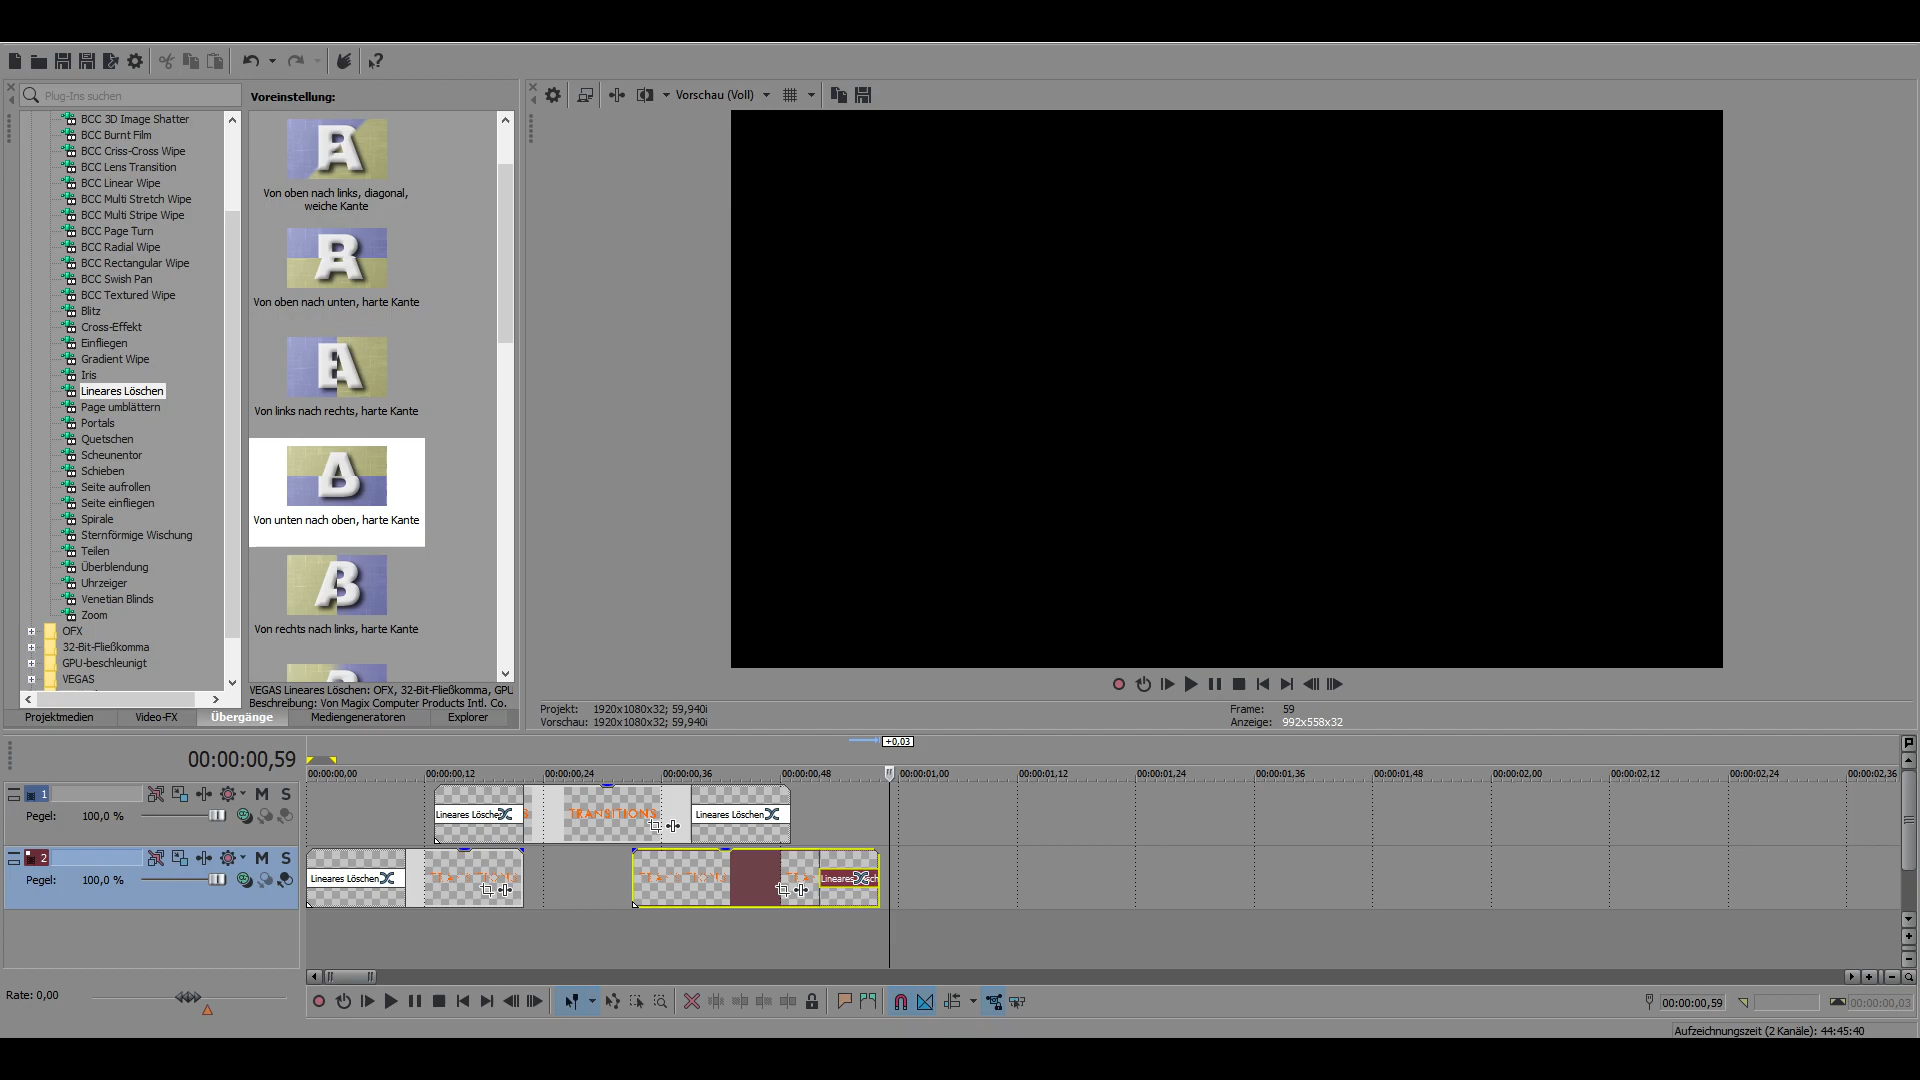 Plug-Ins suchen
BCC 3D Image Shatter
BCC Burnt Film
BCC Criss-Cross Wipe
BCC Lens Transition
BCC Linear Wipe
BCC Multi Stretch Wipe
BCC Multi Stripe Wipe
BCC Page Turn
BCC Radial Wipe
BCC Rectangular Wipe
BCC Swish Pan
BCC Textured Wipe
Blitz
Cross-Effekt
Einfliegen
Gradient Wipe
Iris
Lineares Löschen
Page umblättern
Portals
Quetschen
Scheunentor
Schieben
Seite aufrollen
Seite einfliegen
Spirale
Sternförmige Wischung
Teilen
Überblendung
Uhrzeiger
Venetian Blinds
Zoom
OFX
32-Bit-Fließkomma
GPU-beschleunigt
VEGAS
Voreinstellung:
Von oben nach links, diagonal,
weiche Kante
Von oben nach unten, harte Kante
Von links nach rechts, harte Kante
Von unten nach oben, harte Kante
Von rechts nach links, harte Kante
VEGAS Lineares Löschen: OFX, 32-Bit-Fließkomma, GPU
Beschreibung: Von Magix Computer Products Intl. Co.
Projektmedien Video-FX Übergänge Mediengeneratoren Explorer
Vorschau (Voll)
Projekt: 1920x1080x32; 59,940i
Vorschau: 1920x1080x32; 59,940i
Frame: 59
Anzeige: 992x558x32
00:00:00,59
+0,03
00:00:00,00 00:00:00,12 00:00:00,24 00:00:00,36 00:00:00,48 00:00:01,00 00:00:01,12 00:00:01,24 00:00:01,36 00:00:01,48 00:00:02,00 00:00:02,12 00:00:02,24 00:00:02,36
1 M S
Pegel: 100,0 %
Lineares Löschen S TRANSITIONS Lineares Löschen
2 M S
Pegel: 100,0 %
Lineares Löschen
Rate: 0,00
00:00:00,59 00:00:00,03
Aufzeichnungszeit (2 Kanäle): 44:45:40